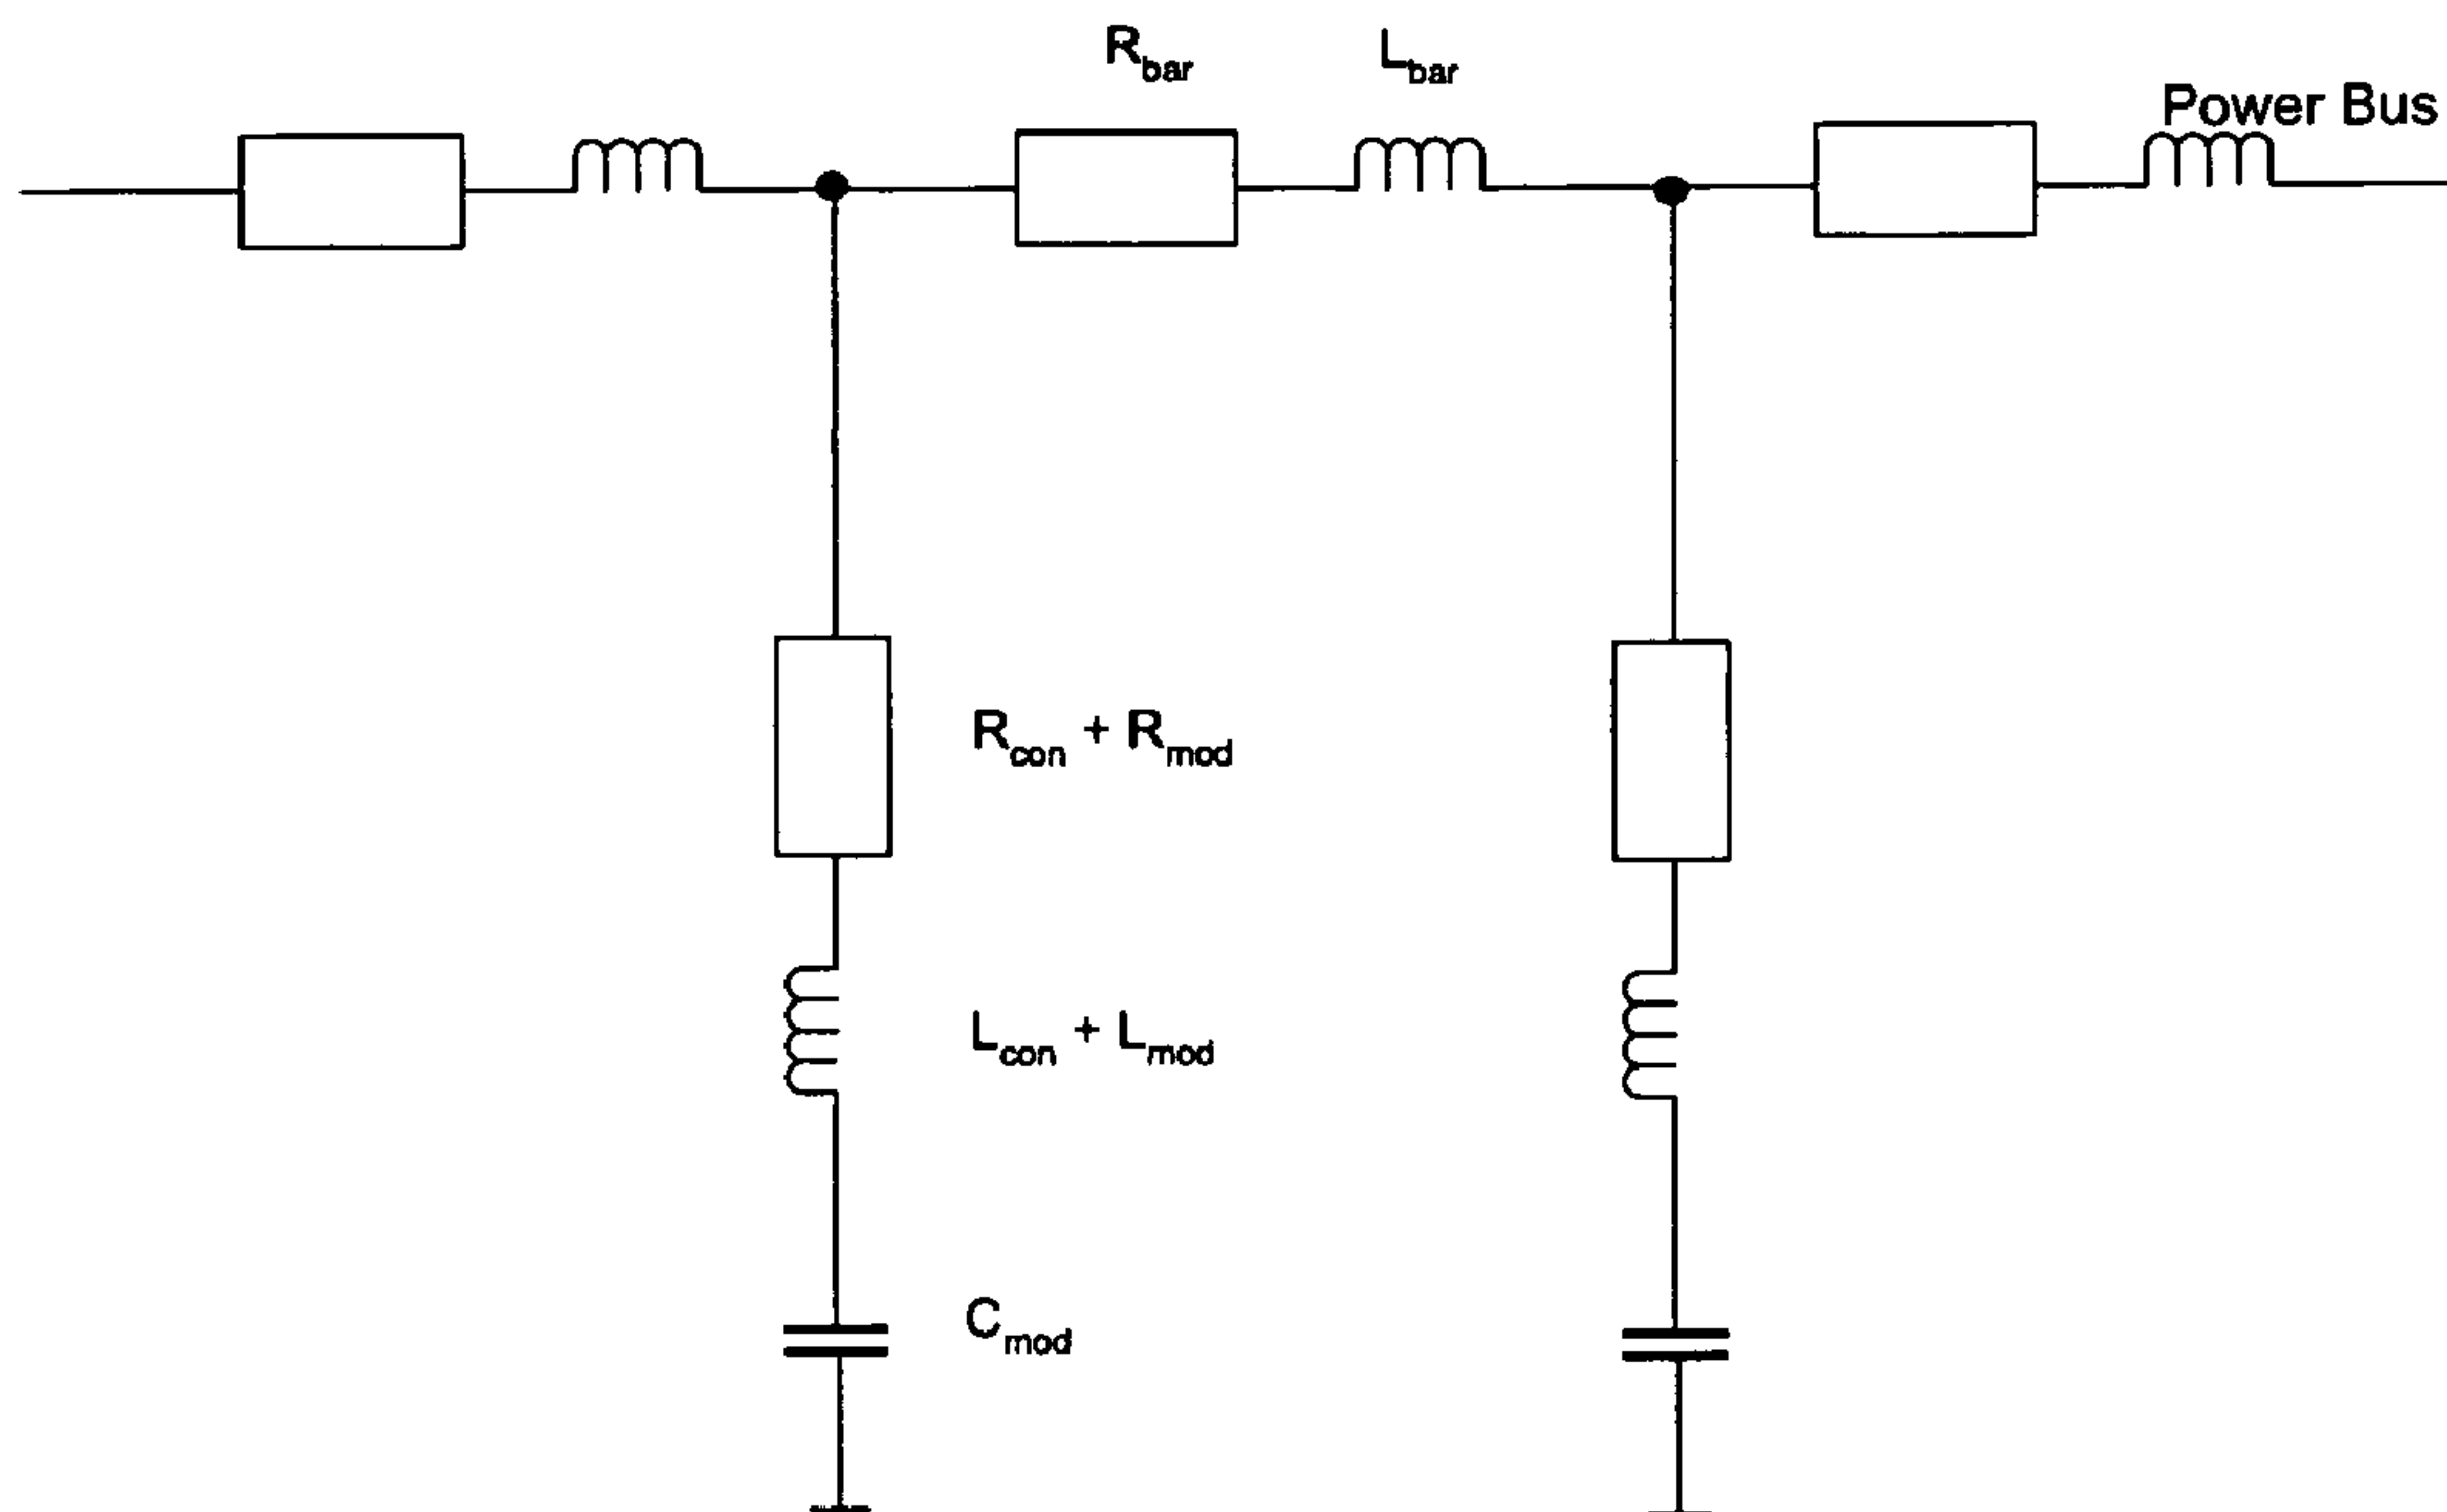 R_bar L_bar
Power Bus
R_con + R_mod
L_con + L_mod
C_mod